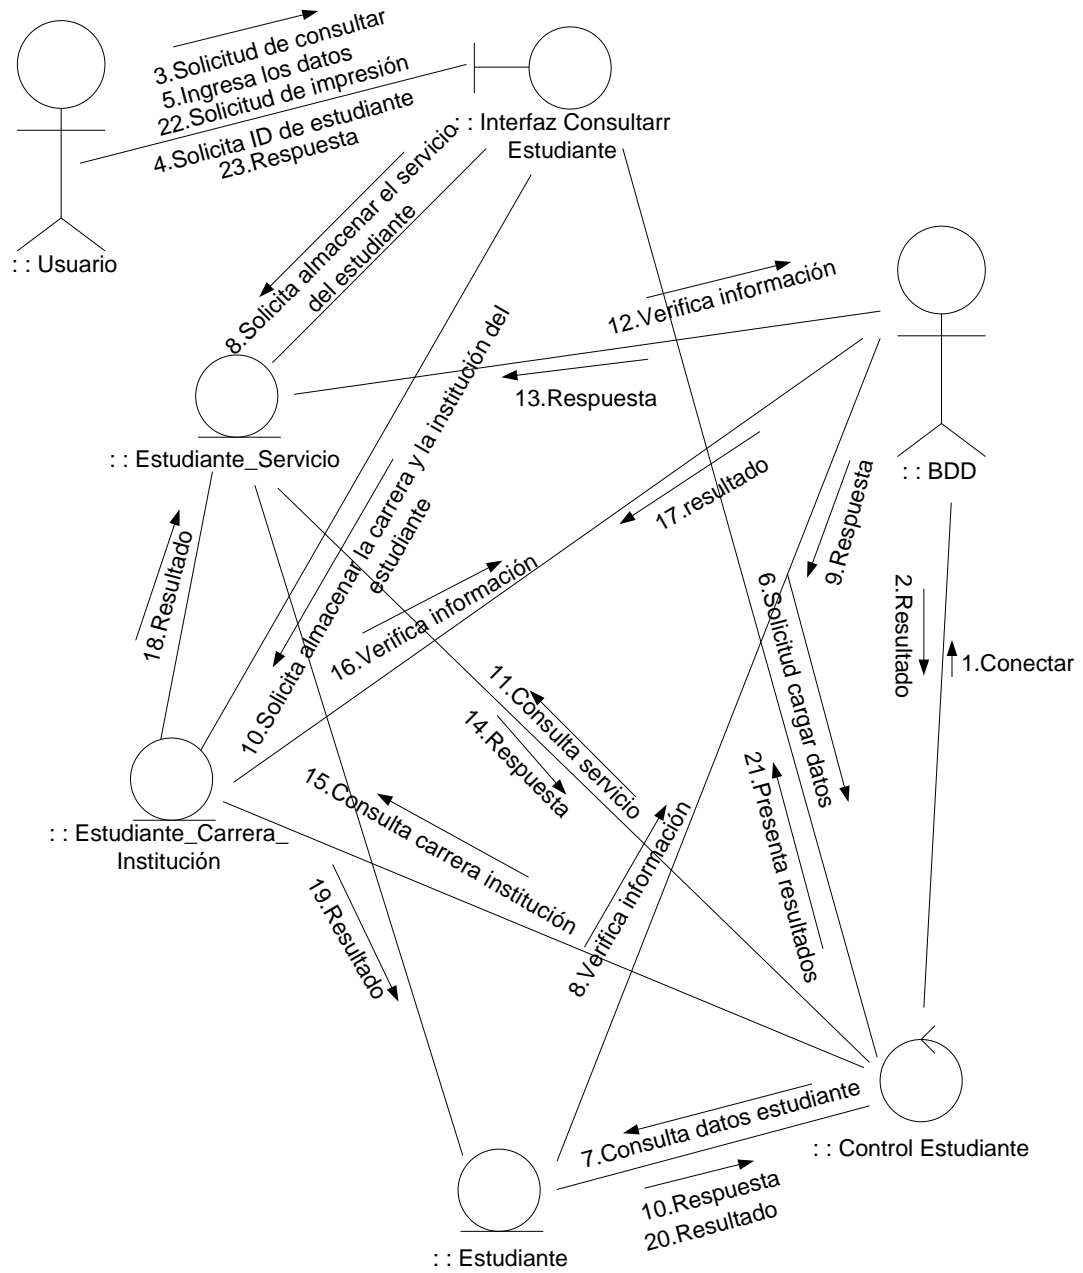 3.Solicitud de consultar
5.Ingresa los datos
22.Solicitud de impresión
4.Solicita ID de estudiante
23.Respuesta
: : Interfaz Consultarr
Estudiante
: : Usuario
8.Solicita almacenar el servicio
del estudiante
12.Verifica información
13.Respuesta
: : Estudiante_Servicio
: : BDD
10.Solicita almacenar la carrera y la institución del
estudiante
17.resultado
9.Respuesta
18.Resultado
16.Verifica información
6.Solicitud cargar datos
2.Resultado
1.Conectar
11.Consulta servicio
14.Respuesta
15.Consulta carrera institución
21.Presenta resultados
: : Estudiante_Carrera_
Institución
19.Resultado
8.Verifica información
7.Consulta datos estudiante
: : Control Estudiante
10.Respuesta
20.Resultado
: : Estudiante